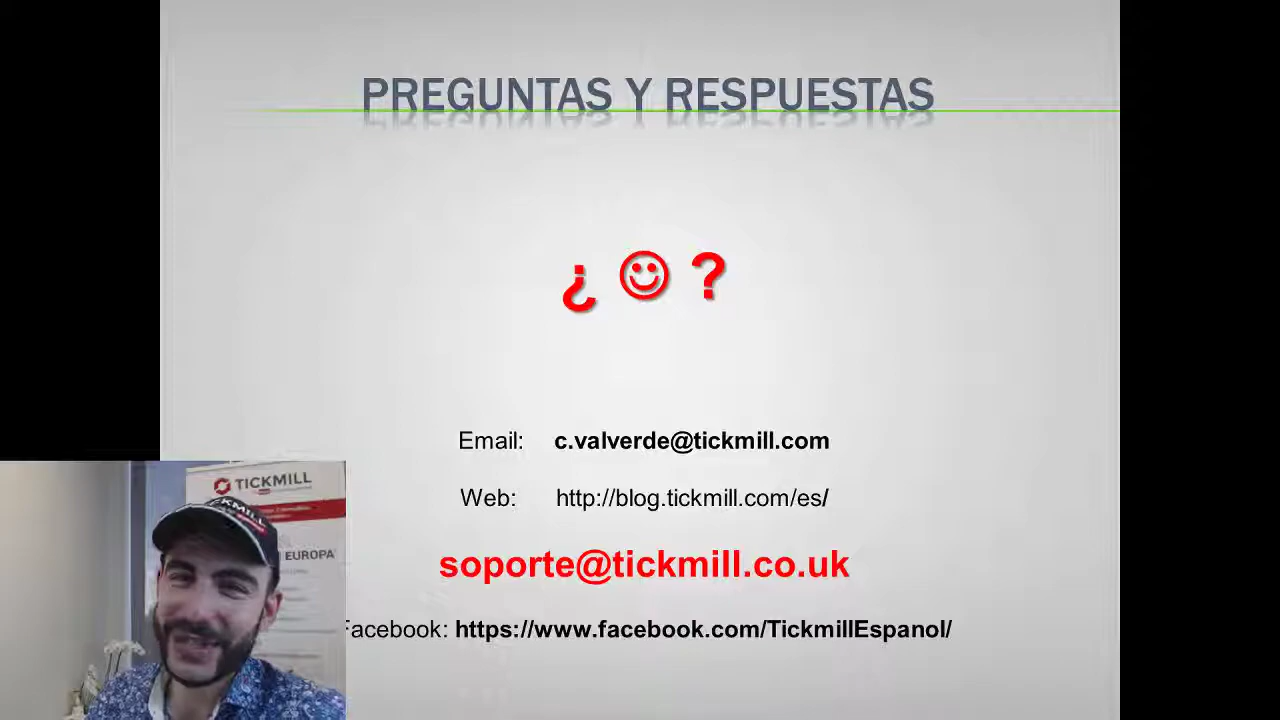 PREGUNTAS Y RESPUESTAS
¿ ☺ ?
Email: c.valverde@tickmill.com
Web: http://blog.tickmill.com/es/
soporte@tickmill.co.uk
Facebook: https://www.facebook.com/TickmillEspanol/
TICKMILL
TICKMILL
EUROPA